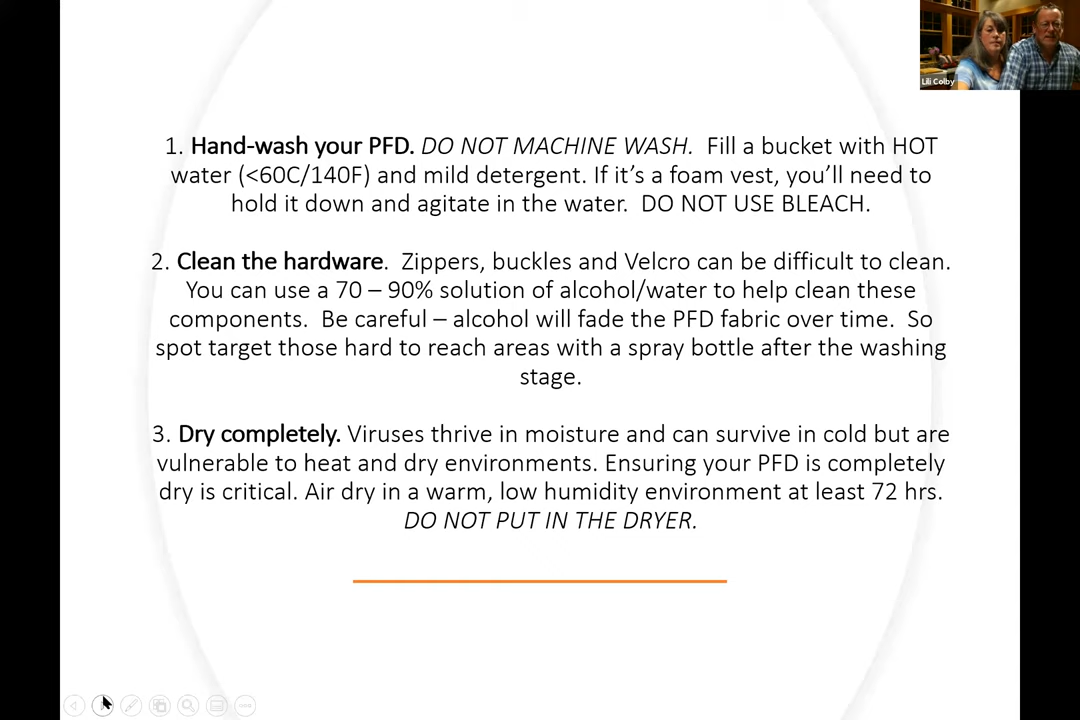 Lili Colby
1. Hand-wash your PFD. DO NOT MACHINE WASH.  Fill a bucket with HOT
water (<60C/140F) and mild detergent. If it’s a foam vest, you’ll need to
hold it down and agitate in the water.  DO NOT USE BLEACH.
2. Clean the hardware.  Zippers, buckles and Velcro can be difficult to clean.
You can use a 70 – 90% solution of alcohol/water to help clean these
components.  Be careful – alcohol will fade the PFD fabric over time.  So
spot target those hard to reach areas with a spray bottle after the washing
stage.
3. Dry completely. Viruses thrive in moisture and can survive in cold but are
vulnerable to heat and dry environments. Ensuring your PFD is completely
dry is critical. Air dry in a warm, low humidity environment at least 72 hrs.
DO NOT PUT IN THE DRYER.